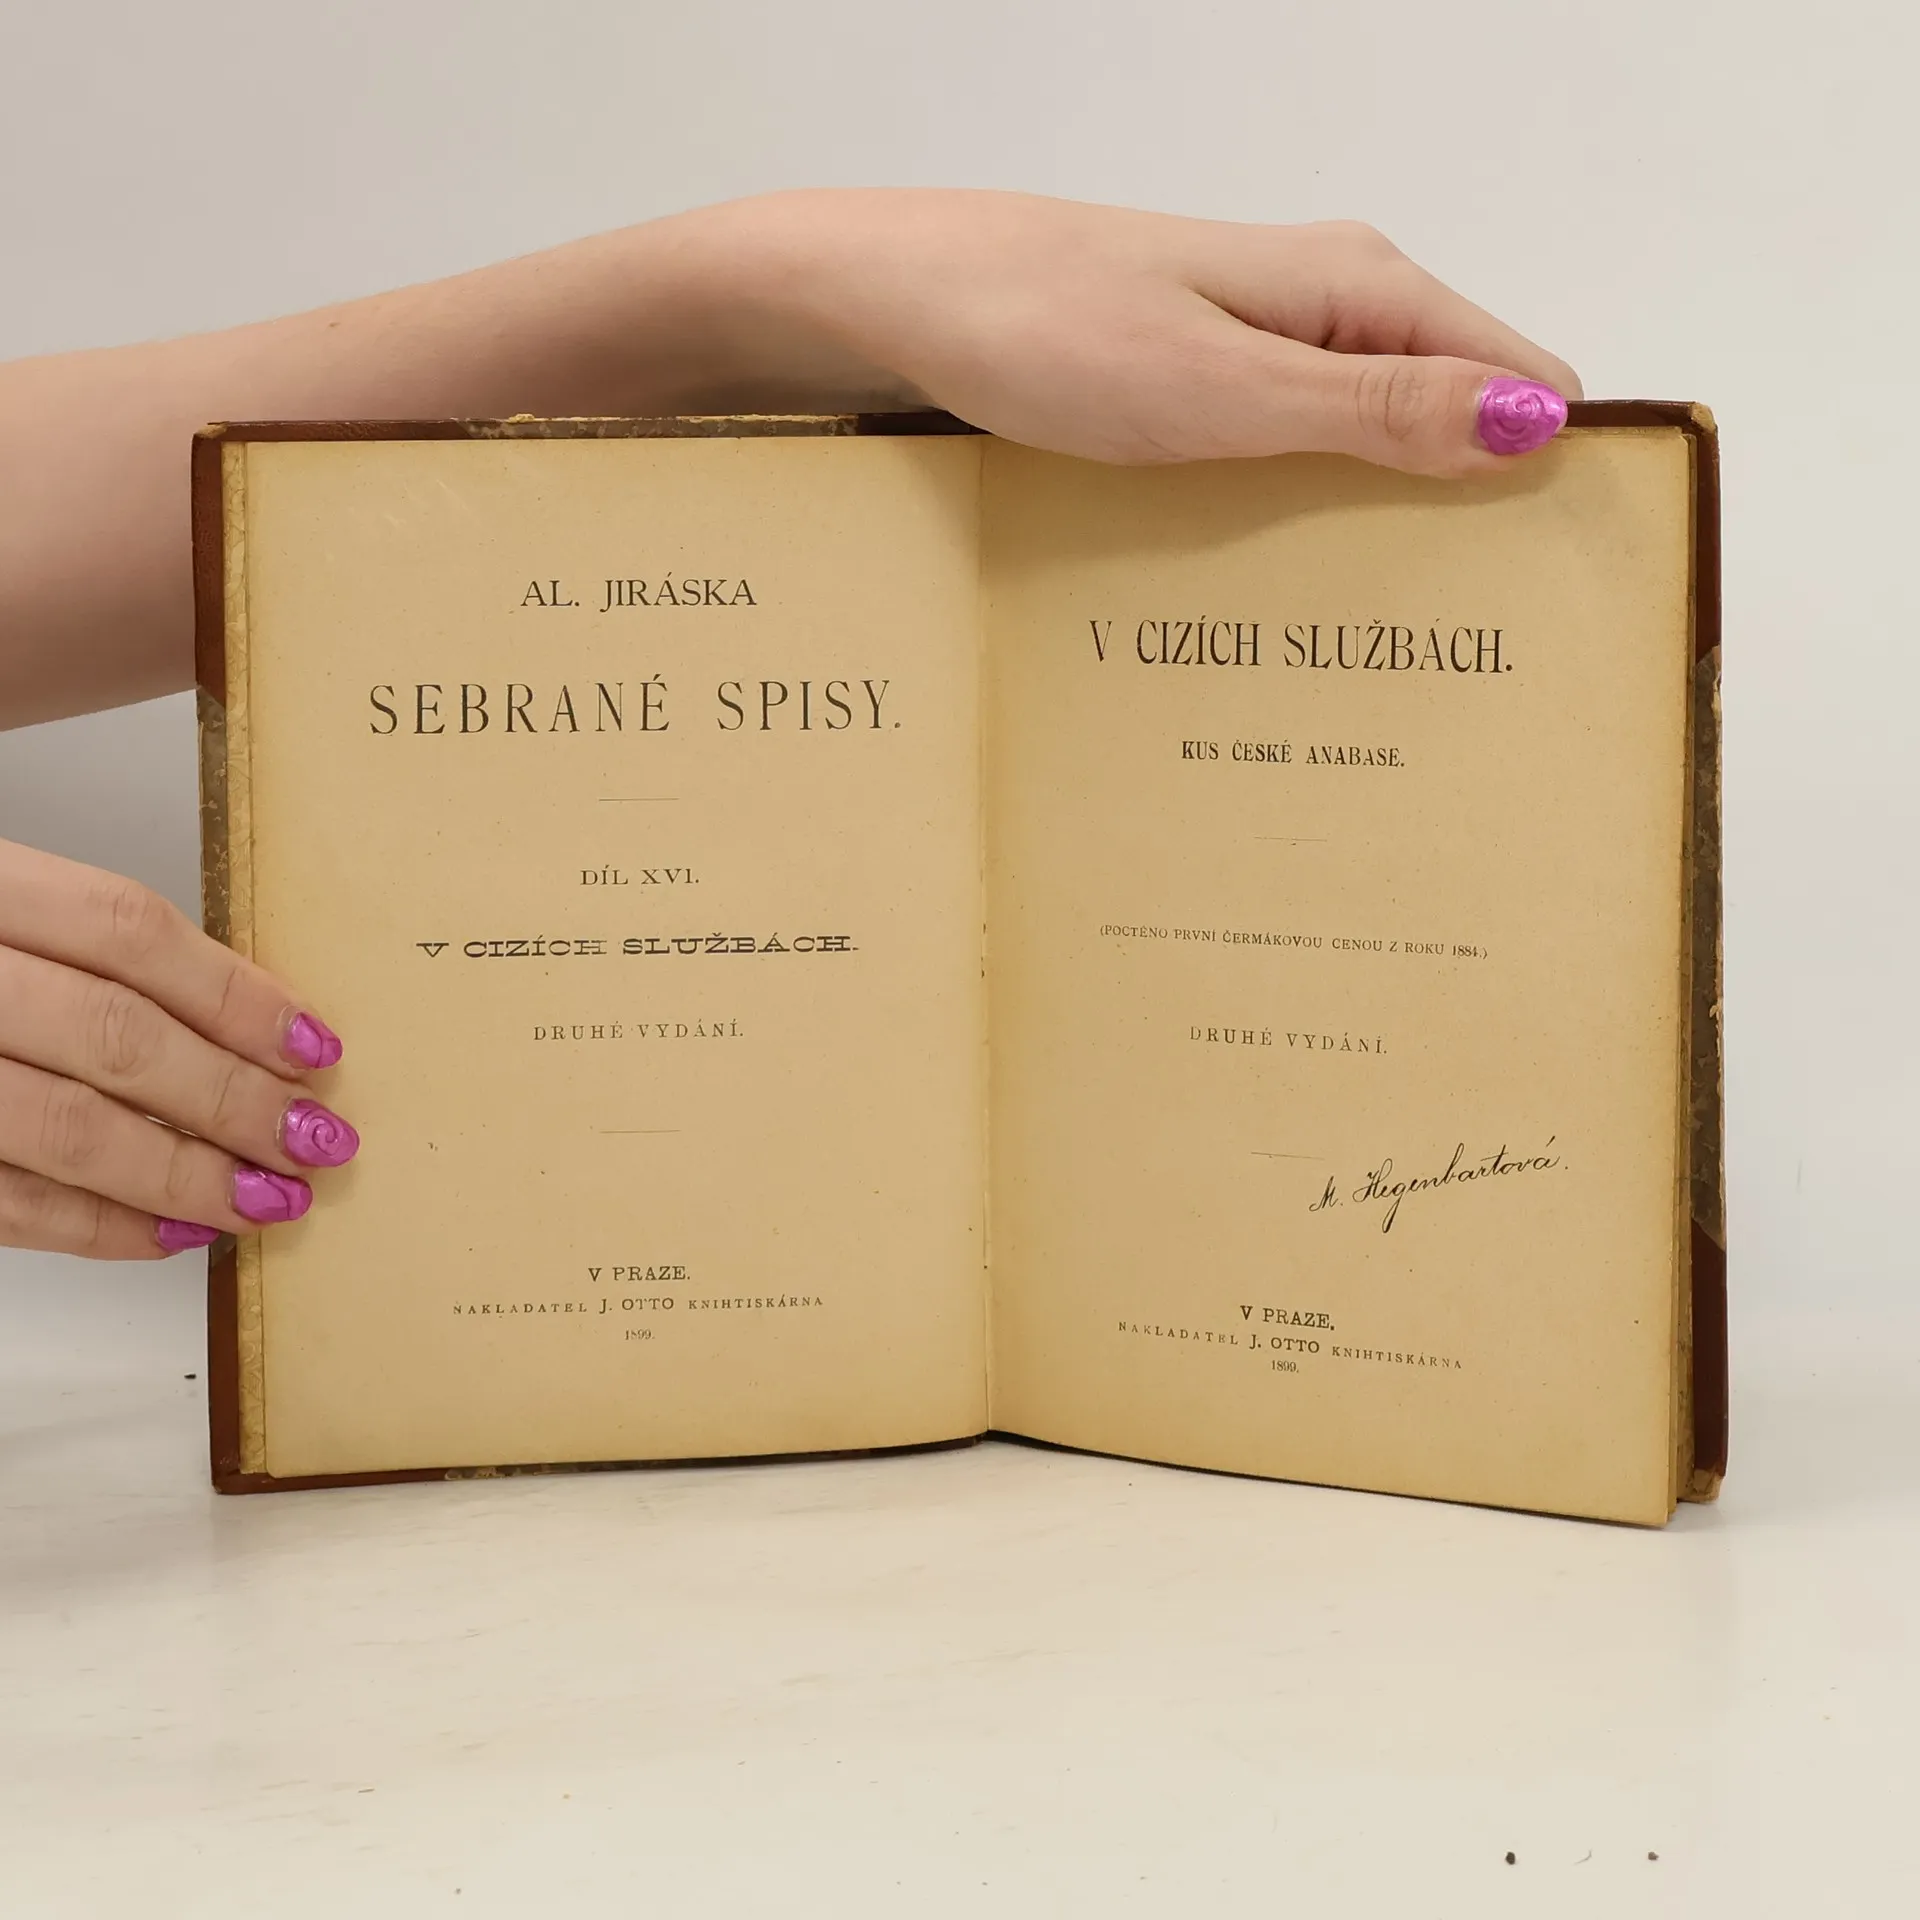 AL. JIRÁSKA
SEBRANÉ SPISY.
DÍL XVI.
V CIZÍCH SLUŽBÁCH.
DRUHÉ VYDÁNÍ.
V PRAZE.
NAKLADATEL J. OTTO KNIHTISKÁRNA
1899.
V CIZÍCH SLUŽBÁCH.
KUS ČESKÉ ANABASE.
(POCTĚNO PRVNÍ ČERMÁKOVOU CENOU Z ROKU 1884.)
DRUHÉ VYDÁNÍ.
M. Hegenbartová.
V PRAZE.
NAKLADATEL J. OTTO KNIHTISKÁRNA
1899.